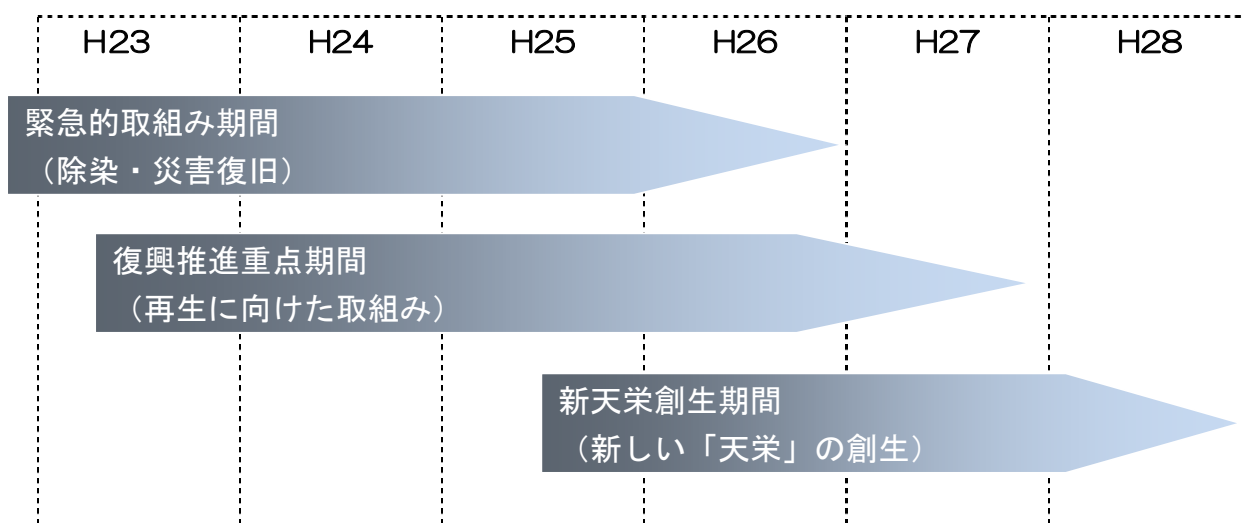 H23 H24 H25 H26 H27 H28
緊急的取組み期間
（除染・災害復旧）
復興推進重点期間
（再生に向けた取組み）
新天栄創生期間
（新しい「天栄」の創生）